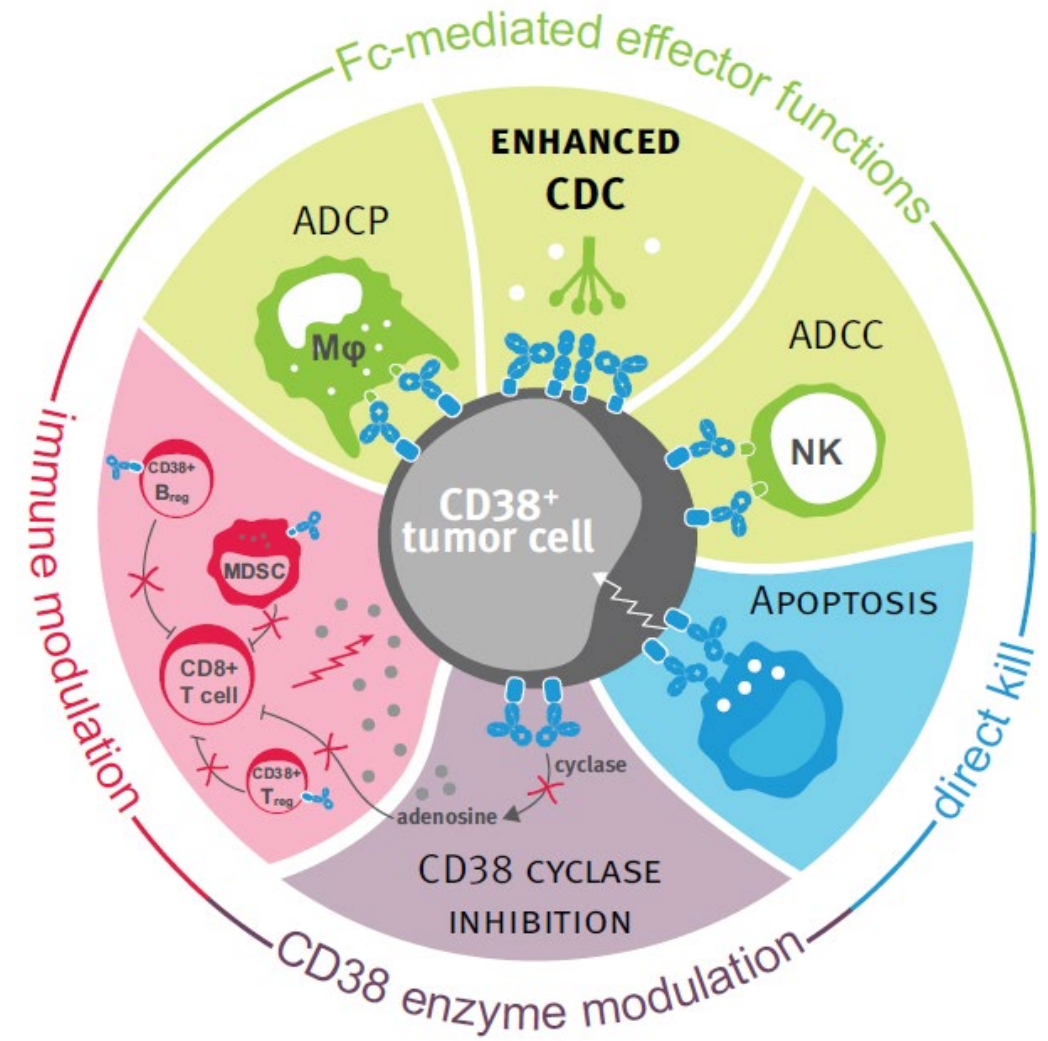 Fc-mediated effector functions
ENHANCED
CDC
ADCP
Mφ
ADCC
NK
CD38+
Breg
MDSC
CD8+
T cell
CD38+
Treg
CD38⁺
tumor cell
APOPTOSIS
cyclase
adenosine
CD38 CYCLASE
INHIBITION
immune modulation
direct kill
CD38 enzyme modulation